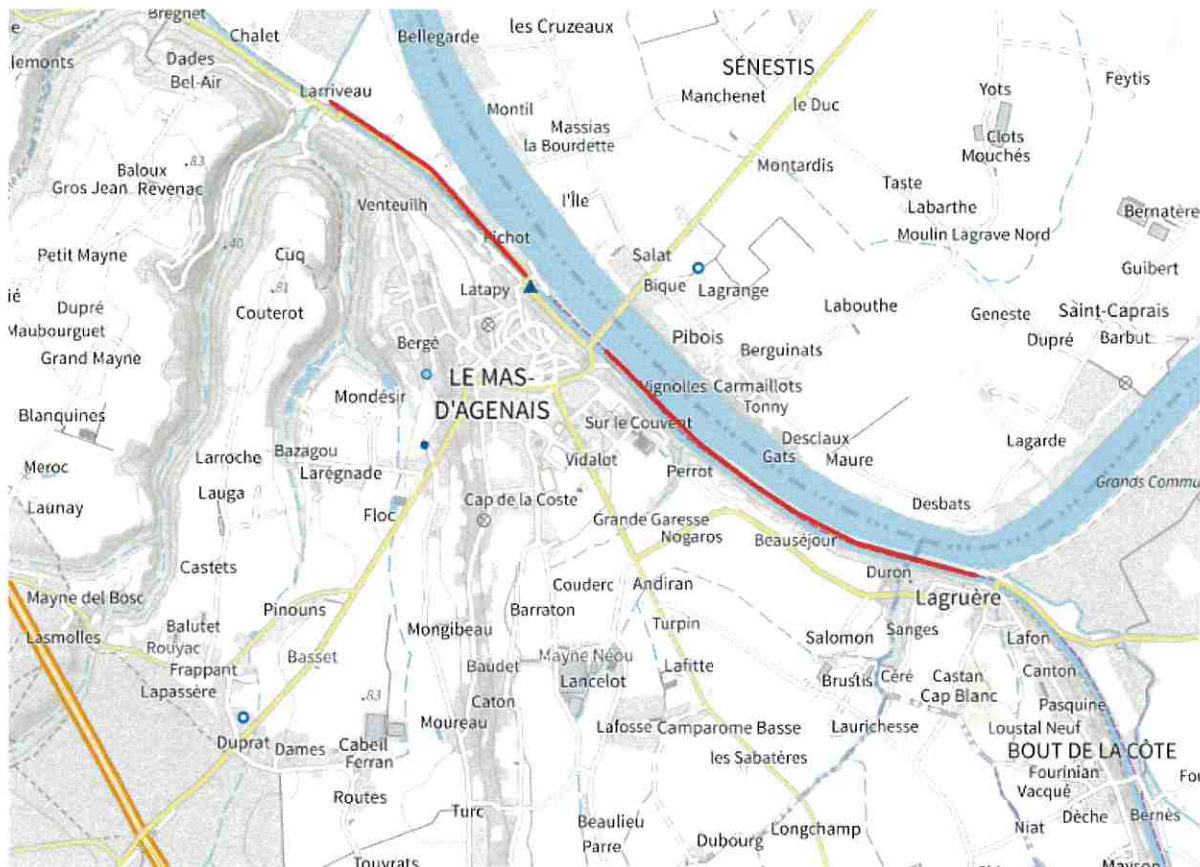 Bregnet
Chalet
Bellegarde
les Cruzeaux
lemonts
Dades
Bel-Air
SÉNESTIS
Yots
Feytis
Larriveau
Montil
Manchenet
le Duc
Massias
la Bourdette
Clots
Mouchés
Baloux
.83
Gros Jean
Revenac
Montardis
Taste
Venteuilh
l'Île
Labarthe
Bernatère
Petit Mayne
.40
Cuq
Pichot
Salat
Moulin Lagrave Nord
Guibert
ié
Dupré
.81
Latapy
Bique
Lagrange
Labouthe
Geneste
Saint-Caprais
Maubourguet
Couterot
Pibois
Dupré
Barbut
Grand Mayne
Bergé
Berguinats
LE MAS-
D'AGENAIS
Vignolles
Carmaillots
Mondésir
Tonny
Blanquines
Sur le Couvent
Desclaux
Gats
Maure
Lagarde
Meroc
Larroche
Bazagou
Larégnade
Vidalot
Perrot
Grands Commu
Launay
Lauga
Floc
Cap de la Coste
Desbats
Grande Garesse
Nogaros
Beauséjour
Castets
Duron
Mayne del Bosc
Pinouns
Couderc
Andiran
Lagruère
Lasmolles
Balutet
Barraton
Rouyac
Mongibeau
Turpin
Salomon
Sanges
Lafon
Frappant
Basset
Baudet
Mayne Néou
Lafitte
Canton
Lapassère
.83
Lancelot
Brustis
Céré
Castan
Cap Blanc
Caton
Pasquine
Moureau
Lafosse
Camparome Basse
Laurichesse
Loustal Neuf
Duprat
Dames
Cabeil
Ferran
les Sabatères
BOUT DE LA CÔTE
Fourinian
Fou
Vacqué
Routes
Turc
Beaulieu
Longchamp
Dèche
Bernès
Parre
Dubourg
Niat
Touvrats
Mayson